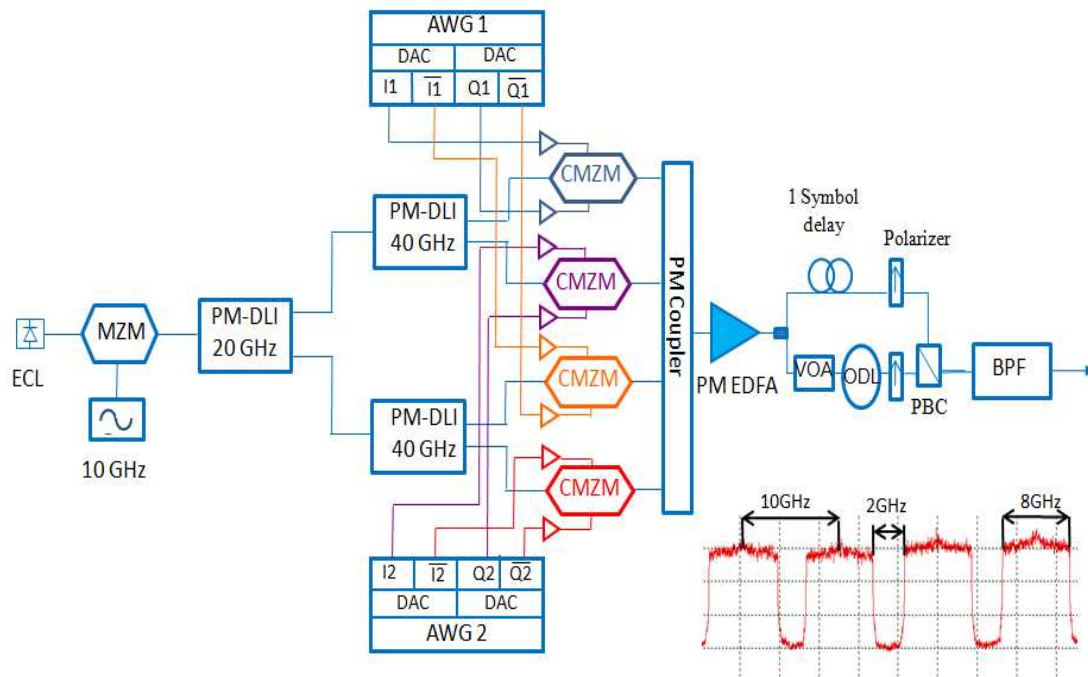 AWG 1
DAC DAC
I1 I1 Q1 Q1
CMZM
PM-DLI
40 GHz
1 Symbol
delay
Polarizer
CMZM
MZM
PM-DLI
20 GHz
PM Coupler
ECL
CMZM
PM EDFA
VOA
ODL
PBC
BPF
10 GHz
PM-DLI
40 GHz
CMZM
I2 I2 Q2 Q2
DAC DAC
AWG 2
10GHz
2GHz
8GHz